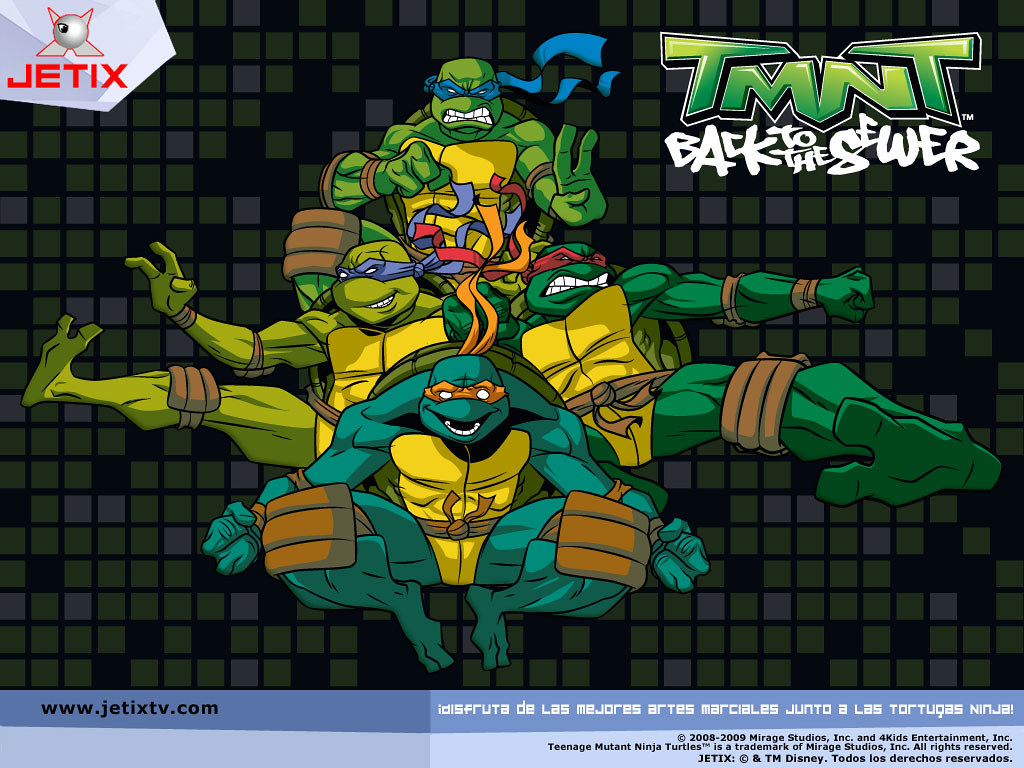 JETIX
TMNT™
BACK TO THE SEWER
www.jetixtv.com
¡DISFRUTA DE LAS MEJORES ARTES MARCIALES JUNTO A LAS TORTUGAS NINJA!
© 2008-2009 Mirage Studios, Inc. and 4Kids Entertainment, Inc.
Teenage Mutant Ninja Turtles™ is a trademark of Mirage Studios, Inc. All rights reserved.
JETIX: © & TM Disney. Todos los derechos reservados.